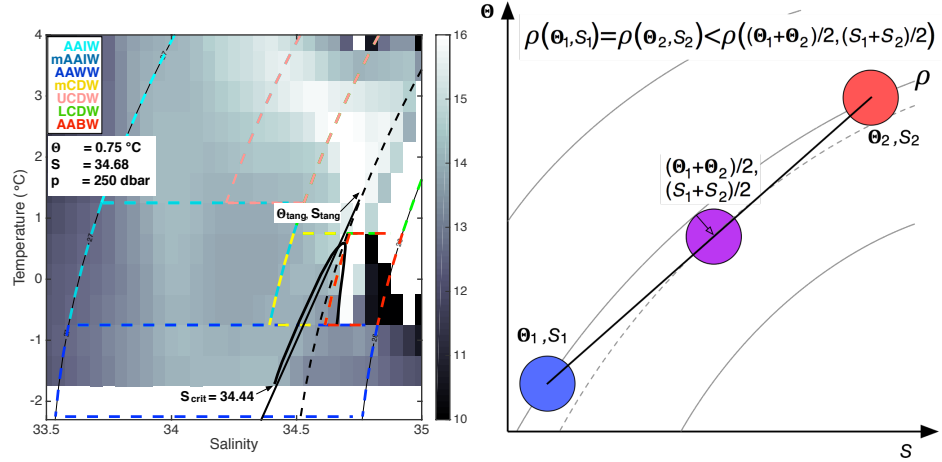 AAIW
mAAIW
AAWW
mCDW
UCDW
LCDW
AABW
Θ = 0.75 °C
S = 34.68
p = 250 dbar
Θtang, Stang
Scrit = 34.44
4
3
2
1
0
-1
-2
Temperature (°C)
33.5 34 34.5 35
Salinity
16
15
14
13
12
11
10
27
28
Θ
ρ(Θ1,S1)=ρ(Θ2,S2)<ρ((Θ1+Θ2)/2,(S1+S2)/2)
ρ
Θ2,S2
(Θ1+Θ2)/2,
(S1+S2)/2
Θ1,S1
S